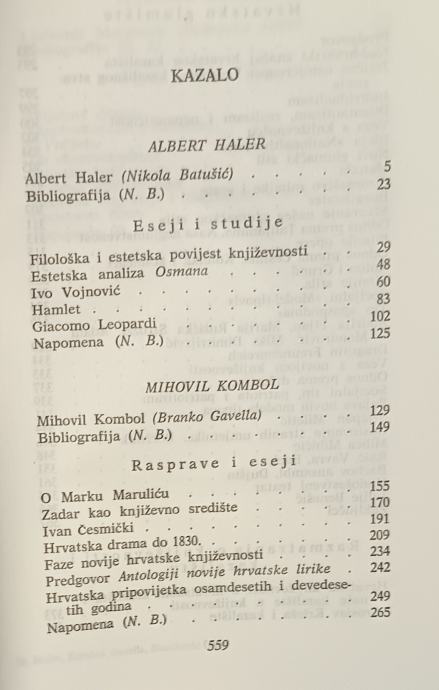 KAZALO
ALBERT HALER
Albert Haler (Nikola Batušić) . . . . . 5
Bibliografija (N. B.) . . . . . . . 23
Eseji i studije
Filološka i estetska povijest književnosti . . 29
Estetska analiza Osmana . . . . . . 48
Ivo Vojnović . . . . . . . . . 60
Hamlet . . . . . . . . . . . 83
Giacomo Leopardi . . . . . . . . 102
Napomena (N. B.) . . . . . . . . 125
MIHOVIL KOMBOL
Mihovil Kombol (Branko Gavella) . . . . 129
Bibliografija (N. B.) . . . . . . . 149
Rasprave i eseji
O Marku Maruliću . . . . . . . 155
Zadar kao književno središte . . . . . 170
Ivan Česmički . . . . . . . . . 191
Hrvatska drama do 1830. . . . . . . 209
Faze novije hrvatske književnosti . . . . 234
Predgovor Antologiji novije hrvatske lirike . 242
Hrvatska pripovijetka osamdesetih i devedese-
tih godina . . . . . . . . . 249
Napomena (N. B.) . . . . . . . . 265
559